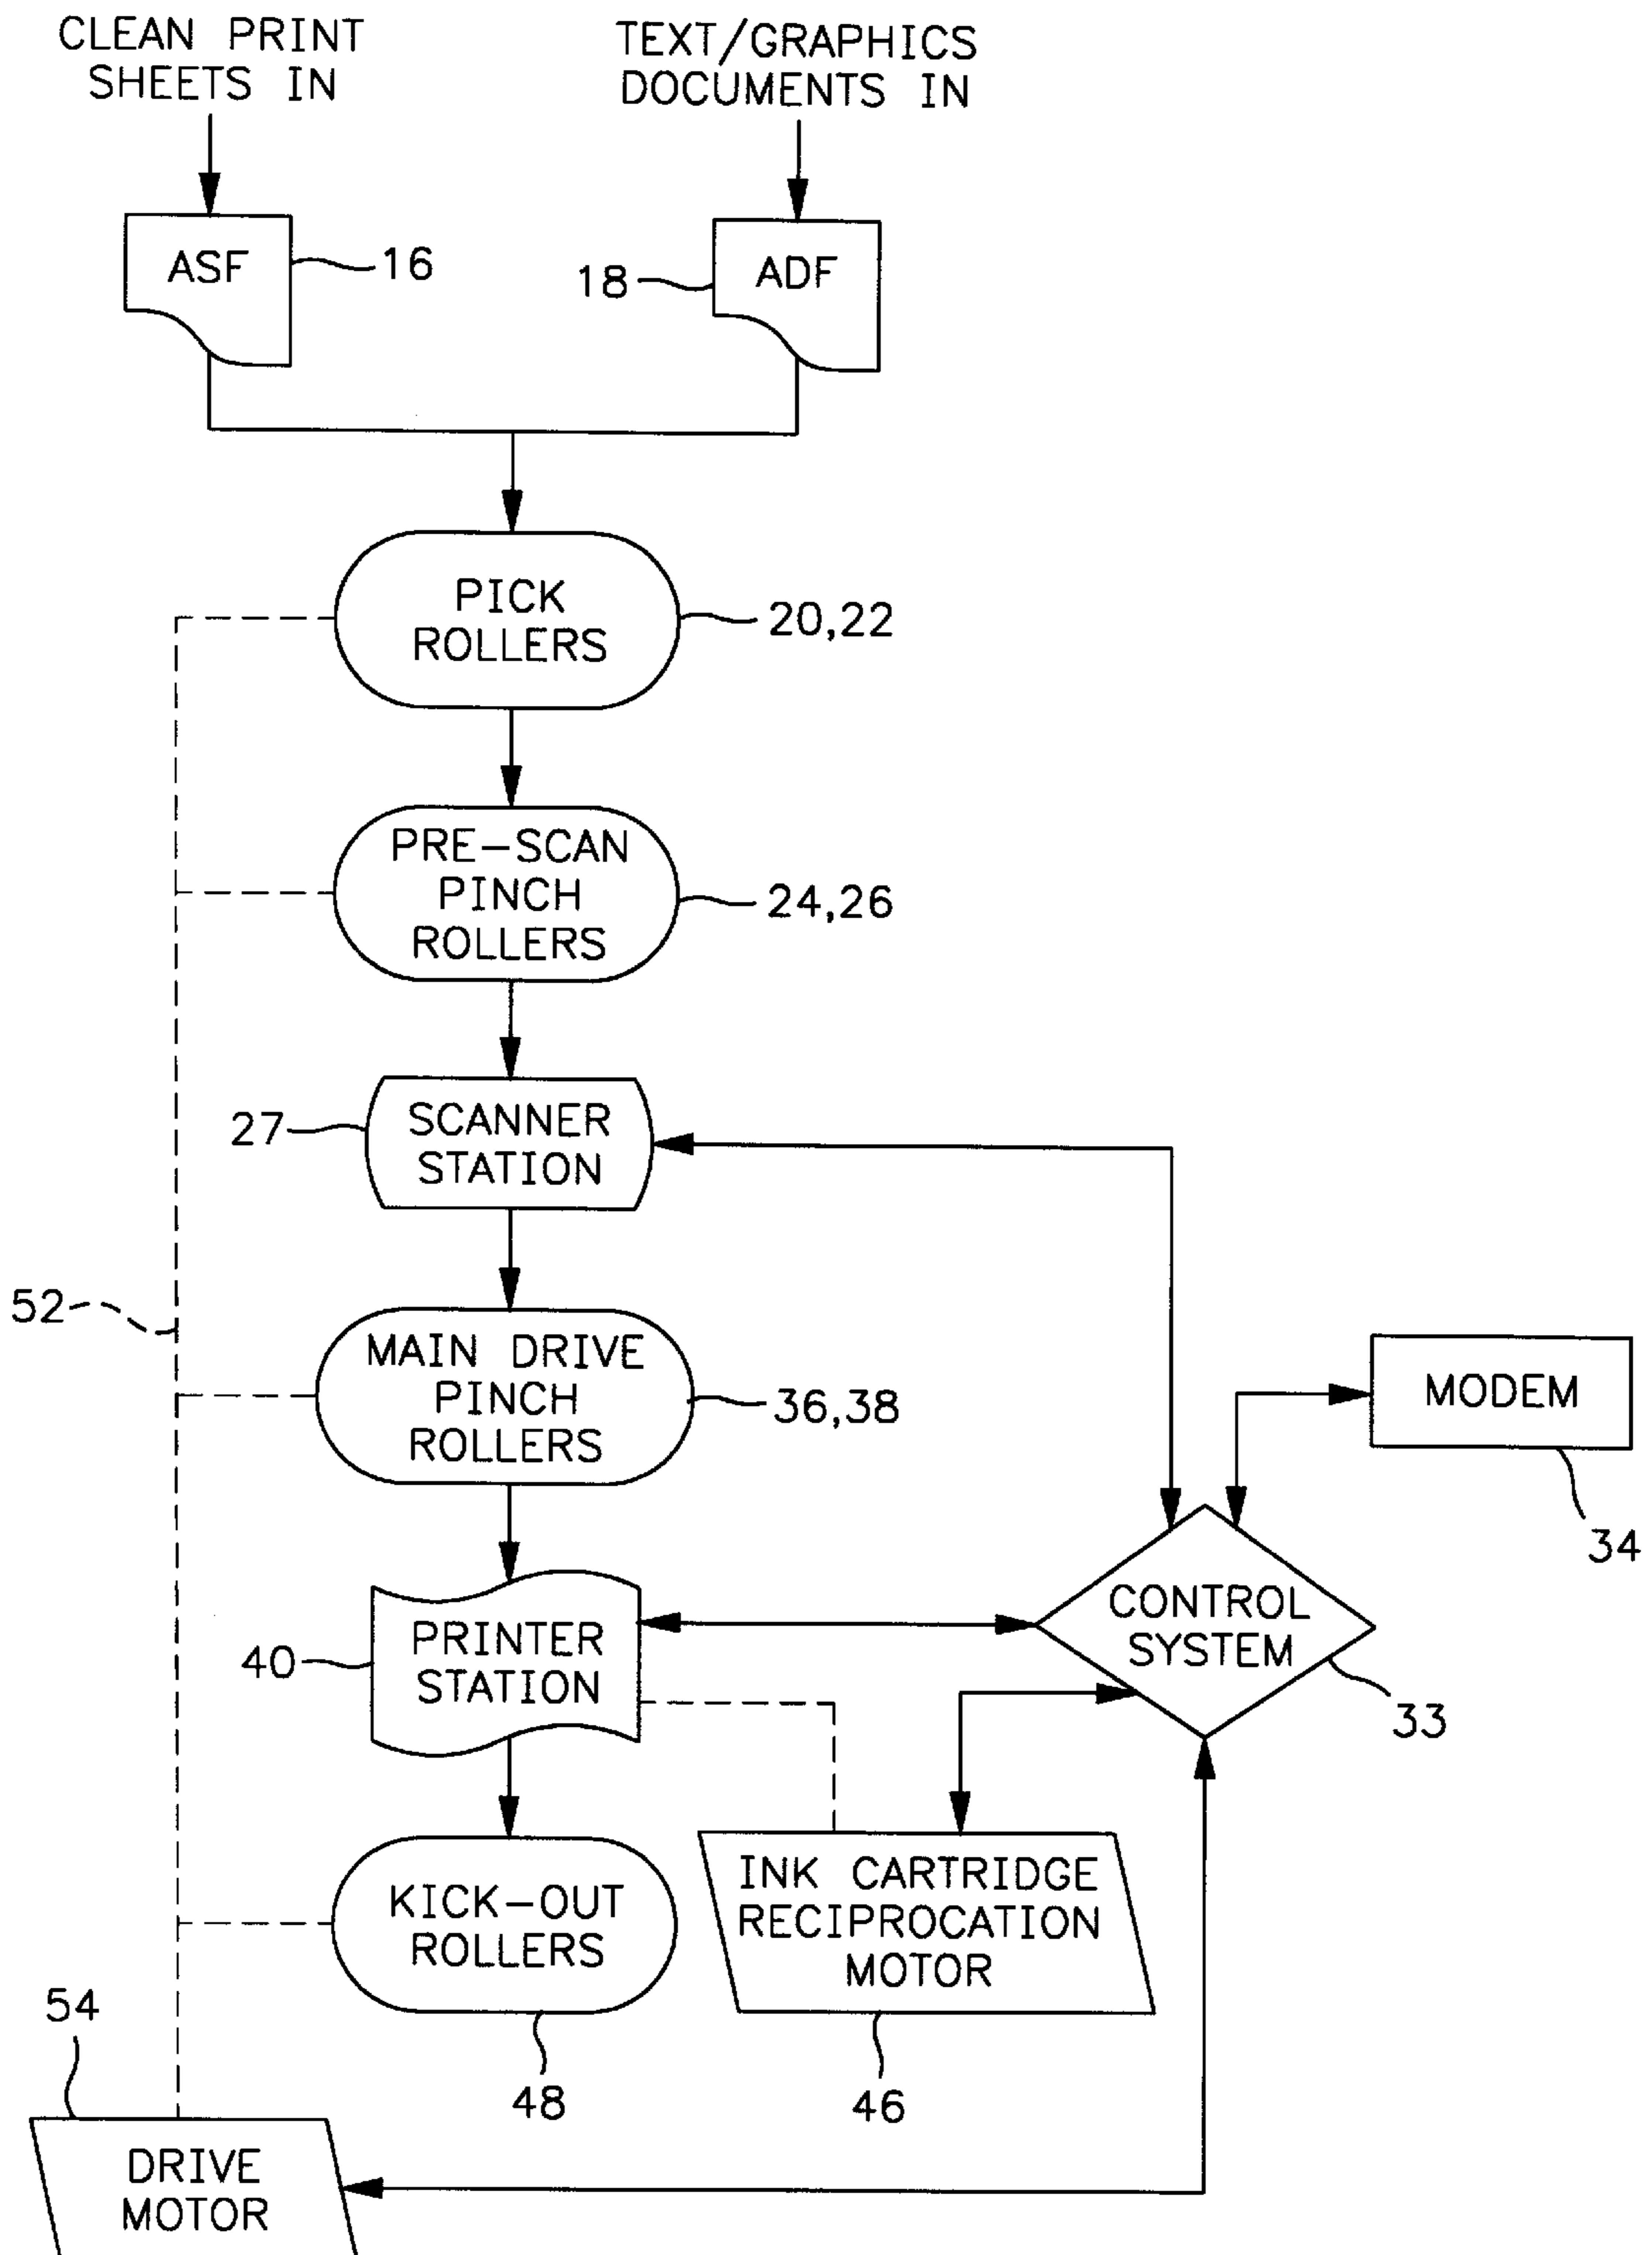 CLEAN PRINT
SHEETS IN
TEXT/GRAPHICS
DOCUMENTS IN
ASF
16
18
ADF
PICK
ROLLERS
20,22
PRE-SCAN
PINCH
ROLLERS
24,26
27
SCANNER
STATION
52
MAIN DRIVE
PINCH
ROLLERS
36,38
MODEM
34
40
PRINTER
STATION
CONTROL
SYSTEM
33
KICK-OUT
ROLLERS
48
INK CARTRIDGE
RECIPROCATION
MOTOR
46
54
DRIVE
MOTOR